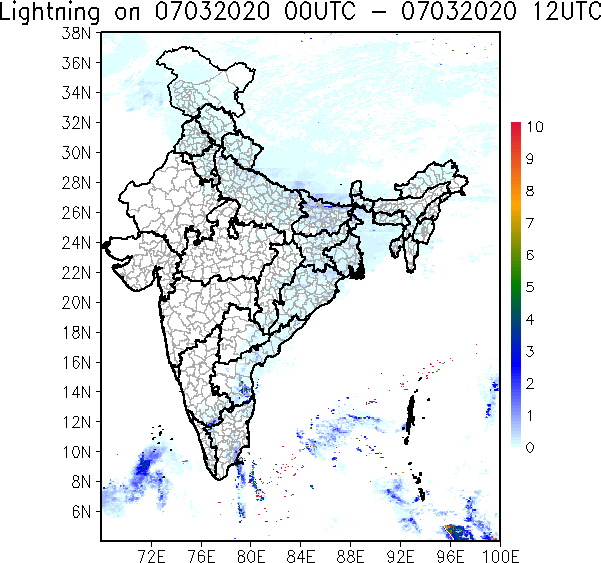 Lightning on 07032020 00UTC – 07032020 12UTC
38N
36N
34N
32N
30N
28N
26N
24N
22N
20N
18N
16N
14N
12N
10N
8N
6N
72E 76E 80E 84E 88E 92E 96E 100E
10
9
8
7
6
5
4
3
2
1
0